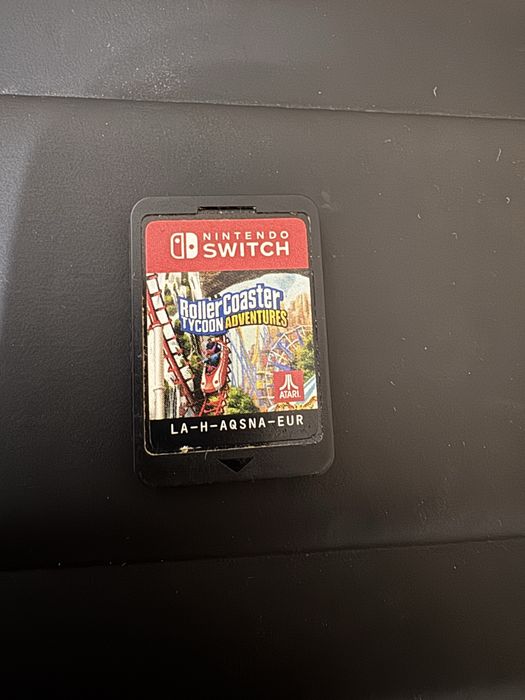 NINTENDO
SWITCH
RollerCoaster
TYCOON ADVENTURES
ATARI
LA-H-AQSNA-EUR